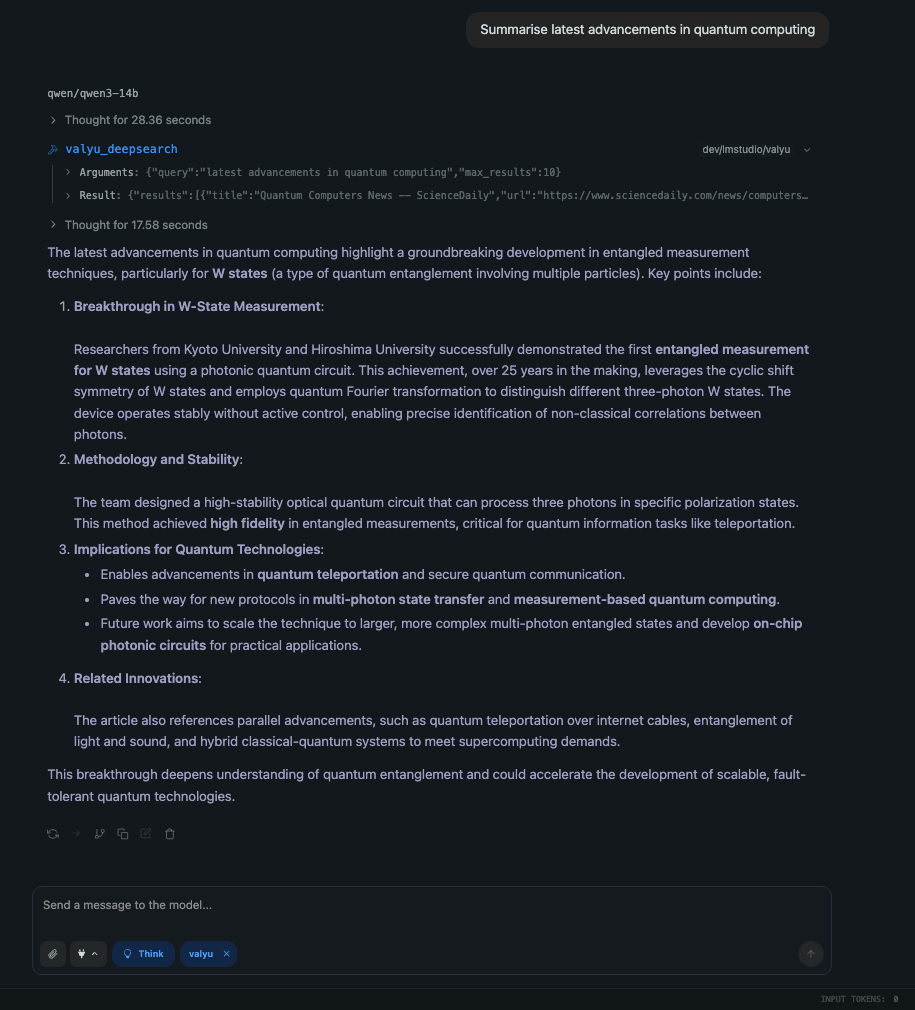 Summarise latest advancements in quantum computing
qwen/qwen3-14b
Thought for 28.36 seconds
valyu_deepsearch
dev/lmstudio/valyu
Arguments: {"query":"latest advancements in quantum computing","max_results":10}
Result: {"results":[{"title":"Quantum Computers News -- ScienceDaily","url":"https://www.sciencedaily.com/news/computers…
Thought for 17.58 seconds
The latest advancements in quantum computing highlight a groundbreaking development in entangled measurement
techniques, particularly for W states (a type of quantum entanglement involving multiple particles). Key points include:
1. Breakthrough in W-State Measurement:
Researchers from Kyoto University and Hiroshima University successfully demonstrated the first entangled measurement
for W states using a photonic quantum circuit. This achievement, over 25 years in the making, leverages the cyclic shift
symmetry of W states and employs quantum Fourier transformation to distinguish different three-photon W states. The
device operates stably without active control, enabling precise identification of non-classical correlations between
photons.
2. Methodology and Stability:
The team designed a high-stability optical quantum circuit that can process three photons in specific polarization states.
This method achieved high fidelity in entangled measurements, critical for quantum information tasks like teleportation.
3. Implications for Quantum Technologies:
• Enables advancements in quantum teleportation and secure quantum communication.
• Paves the way for new protocols in multi-photon state transfer and measurement-based quantum computing.
• Future work aims to scale the technique to larger, more complex multi-photon entangled states and develop on-chip
photonic circuits for practical applications.
4. Related Innovations:
The article also references parallel advancements, such as quantum teleportation over internet cables, entanglement of
light and sound, and hybrid classical-quantum systems to meet supercomputing demands.
This breakthrough deepens understanding of quantum entanglement and could accelerate the development of scalable, fault-
tolerant quantum technologies.
Send a message to the model...
Think
valyu
INPUT TOKENS: 0